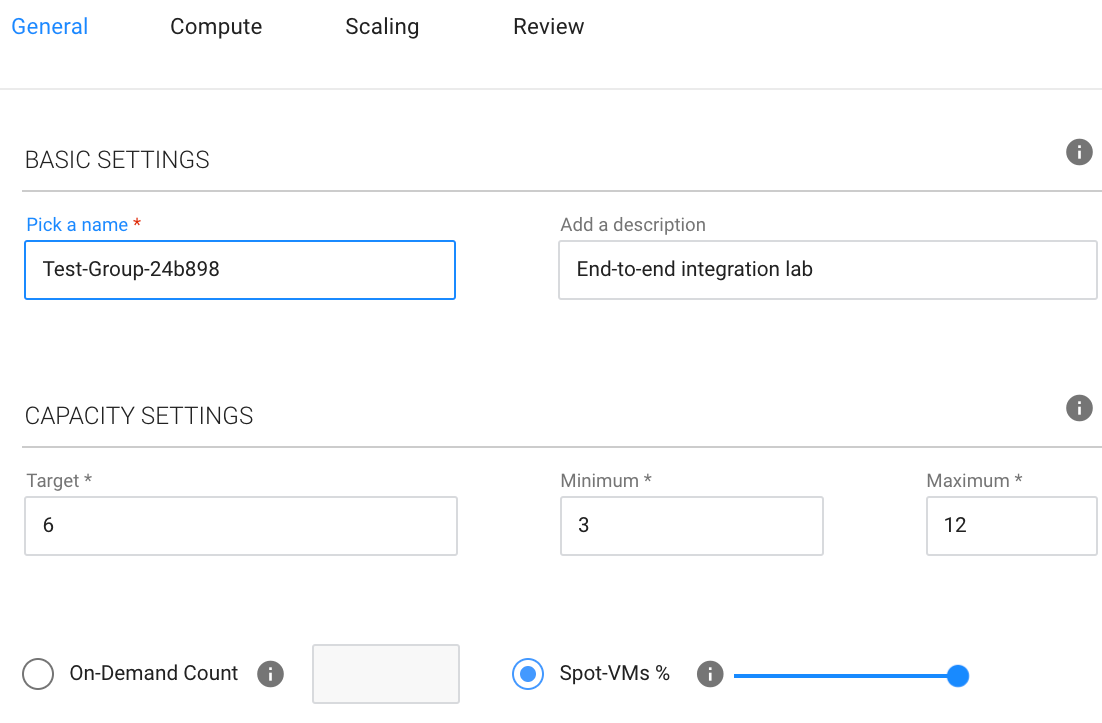 General Compute Scaling Review
BASIC SETTINGS
Pick a name * Add a description
Test-Group-24b898 End-to-end integration lab
CAPACITY SETTINGS
Target * Minimum * Maximum *
6 3 12
On-Demand Count Spot-VMs %